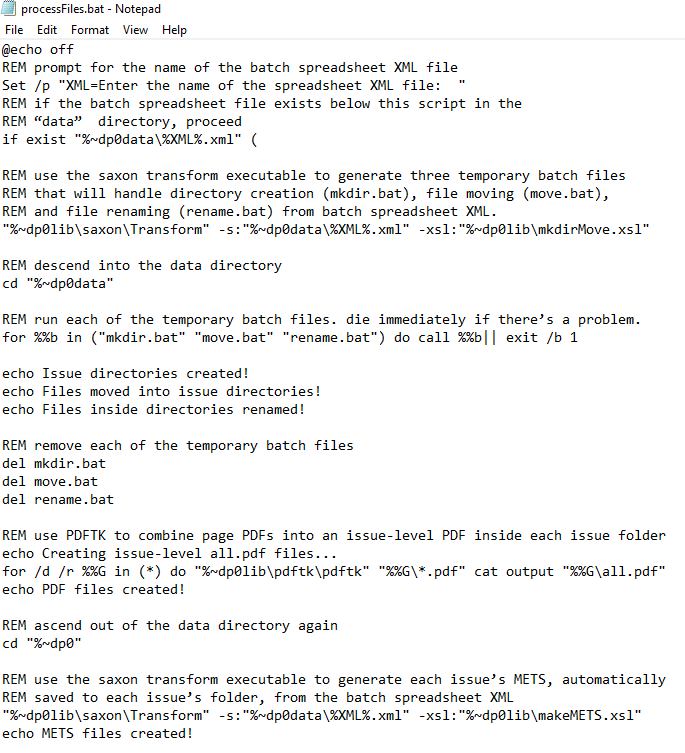 processFiles.bat - Notepad
File Edit Format View Help
@echo off
REM prompt for the name of the batch spreadsheet XML file
Set /p "XML=Enter the name of the spreadsheet XML file:  "
REM if the batch spreadsheet file exists below this script in the
REM “data”  directory, proceed
if exist "%~dp0data\%XML%.xml" (

REM use the saxon transform executable to generate three temporary batch files
REM that will handle directory creation (mkdir.bat), file moving (move.bat),
REM and file renaming (rename.bat) from batch spreadsheet XML.
"%~dp0lib\saxon\Transform" -s:"%~dp0data\%XML%.xml" -xsl:"%~dp0lib\mkdirMove.xsl"

REM descend into the data directory
cd "%~dp0data"

REM run each of the temporary batch files. die immediately if there’s a problem.
for %%b in ("mkdir.bat" "move.bat" "rename.bat") do call %%b|| exit /b 1

echo Issue directories created!
echo Files moved into issue directories!
echo Files inside directories renamed!

REM remove each of the temporary batch files
del mkdir.bat
del move.bat
del rename.bat

REM use PDFTK to combine page PDFs into an issue-level PDF inside each issue folder
echo Creating issue-level all.pdf files...
for /d /r %%G in (*) do "%~dp0lib\pdftk\pdftk" "%%G\*.pdf" cat output "%%G\all.pdf"
echo PDF files created!

REM ascend out of the data directory again
cd "%~dp0"

REM use the saxon transform executable to generate each issue’s METS, automatically
REM saved to each issue’s folder, from the batch spreadsheet XML
"%~dp0lib\saxon\Transform" -s:"%~dp0data\%XML%.xml" -xsl:"%~dp0lib\makeMETS.xsl"
echo METS files created!